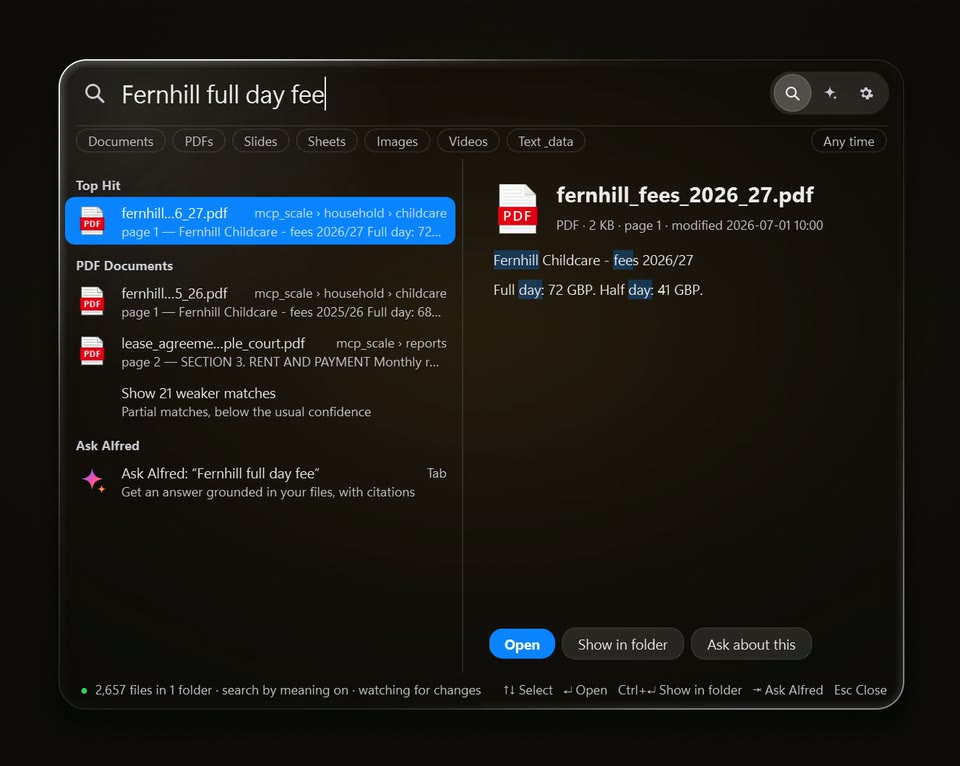 Fernhill full day fee
Documents PDFs Slides Sheets Images Videos Text _data Any time
Top Hit
PDF fernhill...6_27.pdf mcp_scale › household › childcare
page 1 — Fernhill Childcare - fees 2026/27 Full day: 72...
PDF Documents
PDF fernhill...5_26.pdf mcp_scale › household › childcare
page 1 — Fernhill Childcare - fees 2025/26 Full day: 68...
PDF lease_agreeme...ple_court.pdf mcp_scale › reports
page 2 — SECTION 3. RENT AND PAYMENT Monthly r...
Show 21 weaker matches
Partial matches, below the usual confidence
Ask Alfred
Ask Alfred: “Fernhill full day fee” Tab
Get an answer grounded in your files, with citations
PDF fernhill_fees_2026_27.pdf
PDF · 2 KB · page 1 · modified 2026-07-01 10:00
Fernhill Childcare - fees 2026/27
Full day: 72 GBP. Half day: 41 GBP.
Open Show in folder Ask about this
2,657 files in 1 folder · search by meaning on · watching for changes
↑↓ Select ↵ Open Ctrl+↵ Show in folder ⇥ Ask Alfred Esc Close